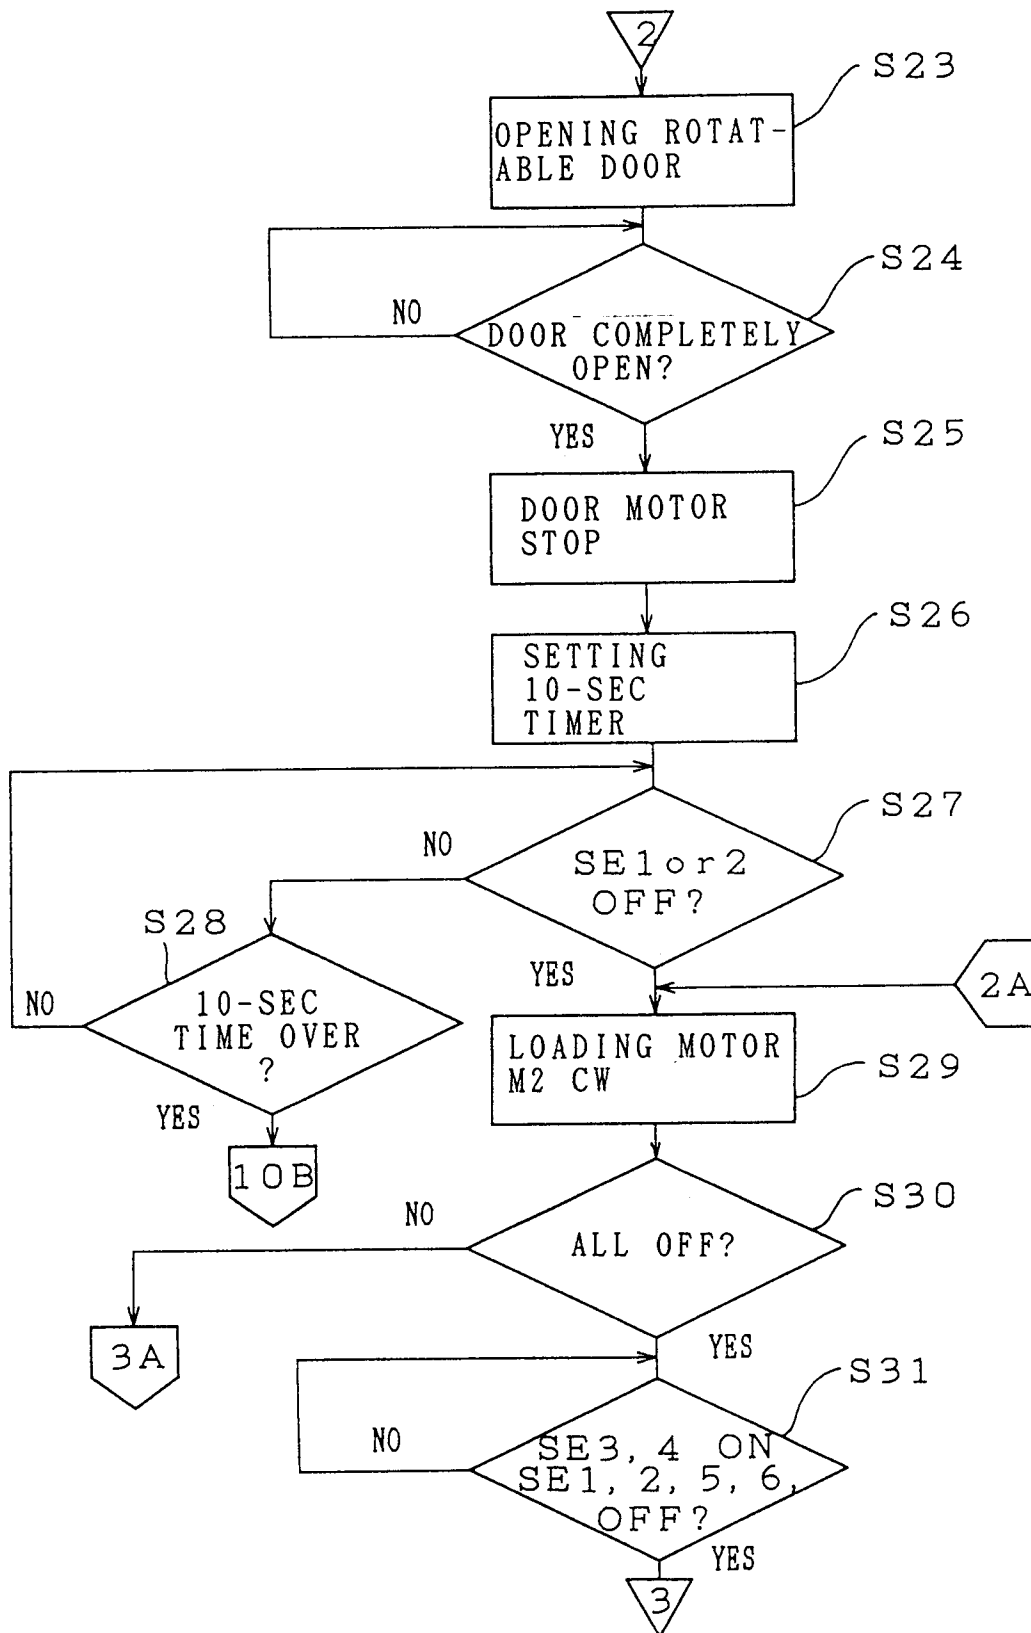 2
S23
OPENING ROTAT-
ABLE DOOR
S24
NO
DOOR COMPLETELY
OPEN?
YES
S25
DOOR MOTOR
STOP
S26
SETTING
10-SEC
TIMER
S27
NO
SE1or2
OFF?
S28
YES
2A
NO
10-SEC
TIME OVER
?
LOADING MOTOR
M2 CW
S29
YES
10B
S30
NO
ALL OFF?
3A
YES
S31
NO
SE3, 4 ON
SE1, 2, 5, 6,
OFF?
YES
3